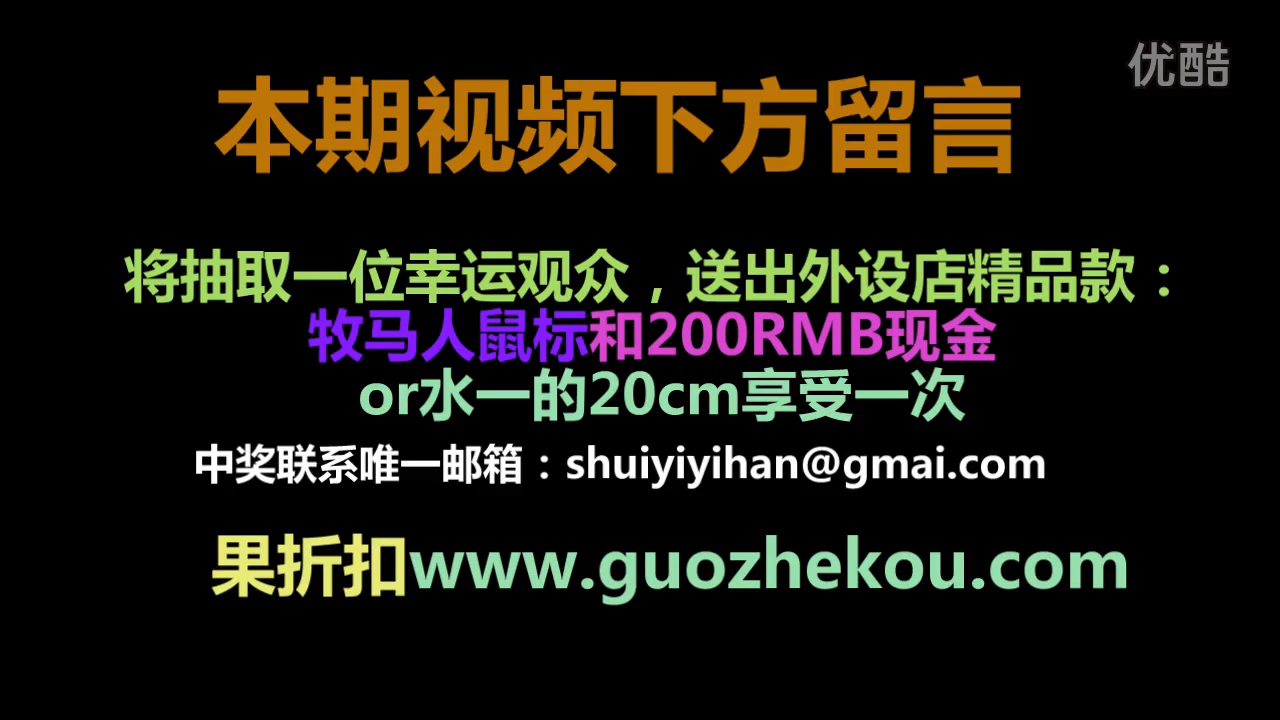 优酷
本期视频下方留言
将抽取一位幸运观众，送出外设店精品款：
牧马人鼠标和200RMB现金
or水一的20cm享受一次
中奖联系唯一邮箱：shuiyiyihan@gmai.com
果折扣www.guozhekou.com